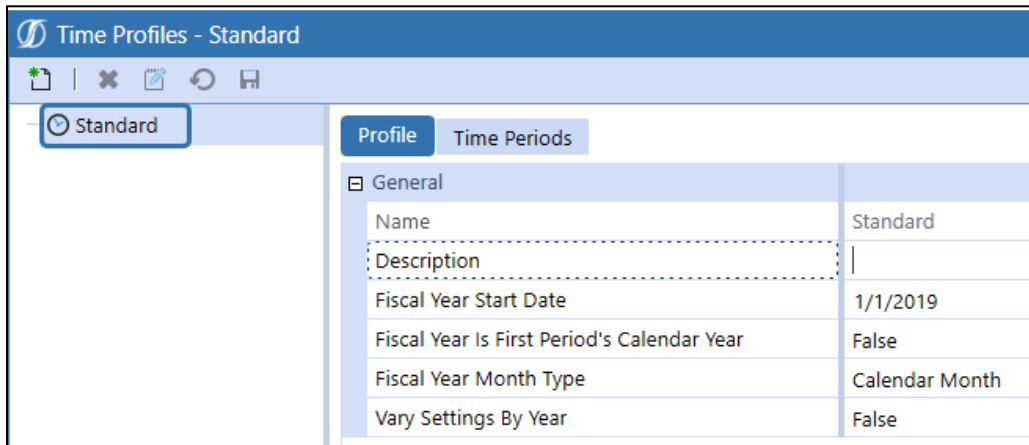 Time Profiles - Standard
Standard
Profile Time Periods
General
Name Standard
Description
Fiscal Year Start Date 1/1/2019
Fiscal Year Is First Period's Calendar Year False
Fiscal Year Month Type Calendar Month
Vary Settings By Year False